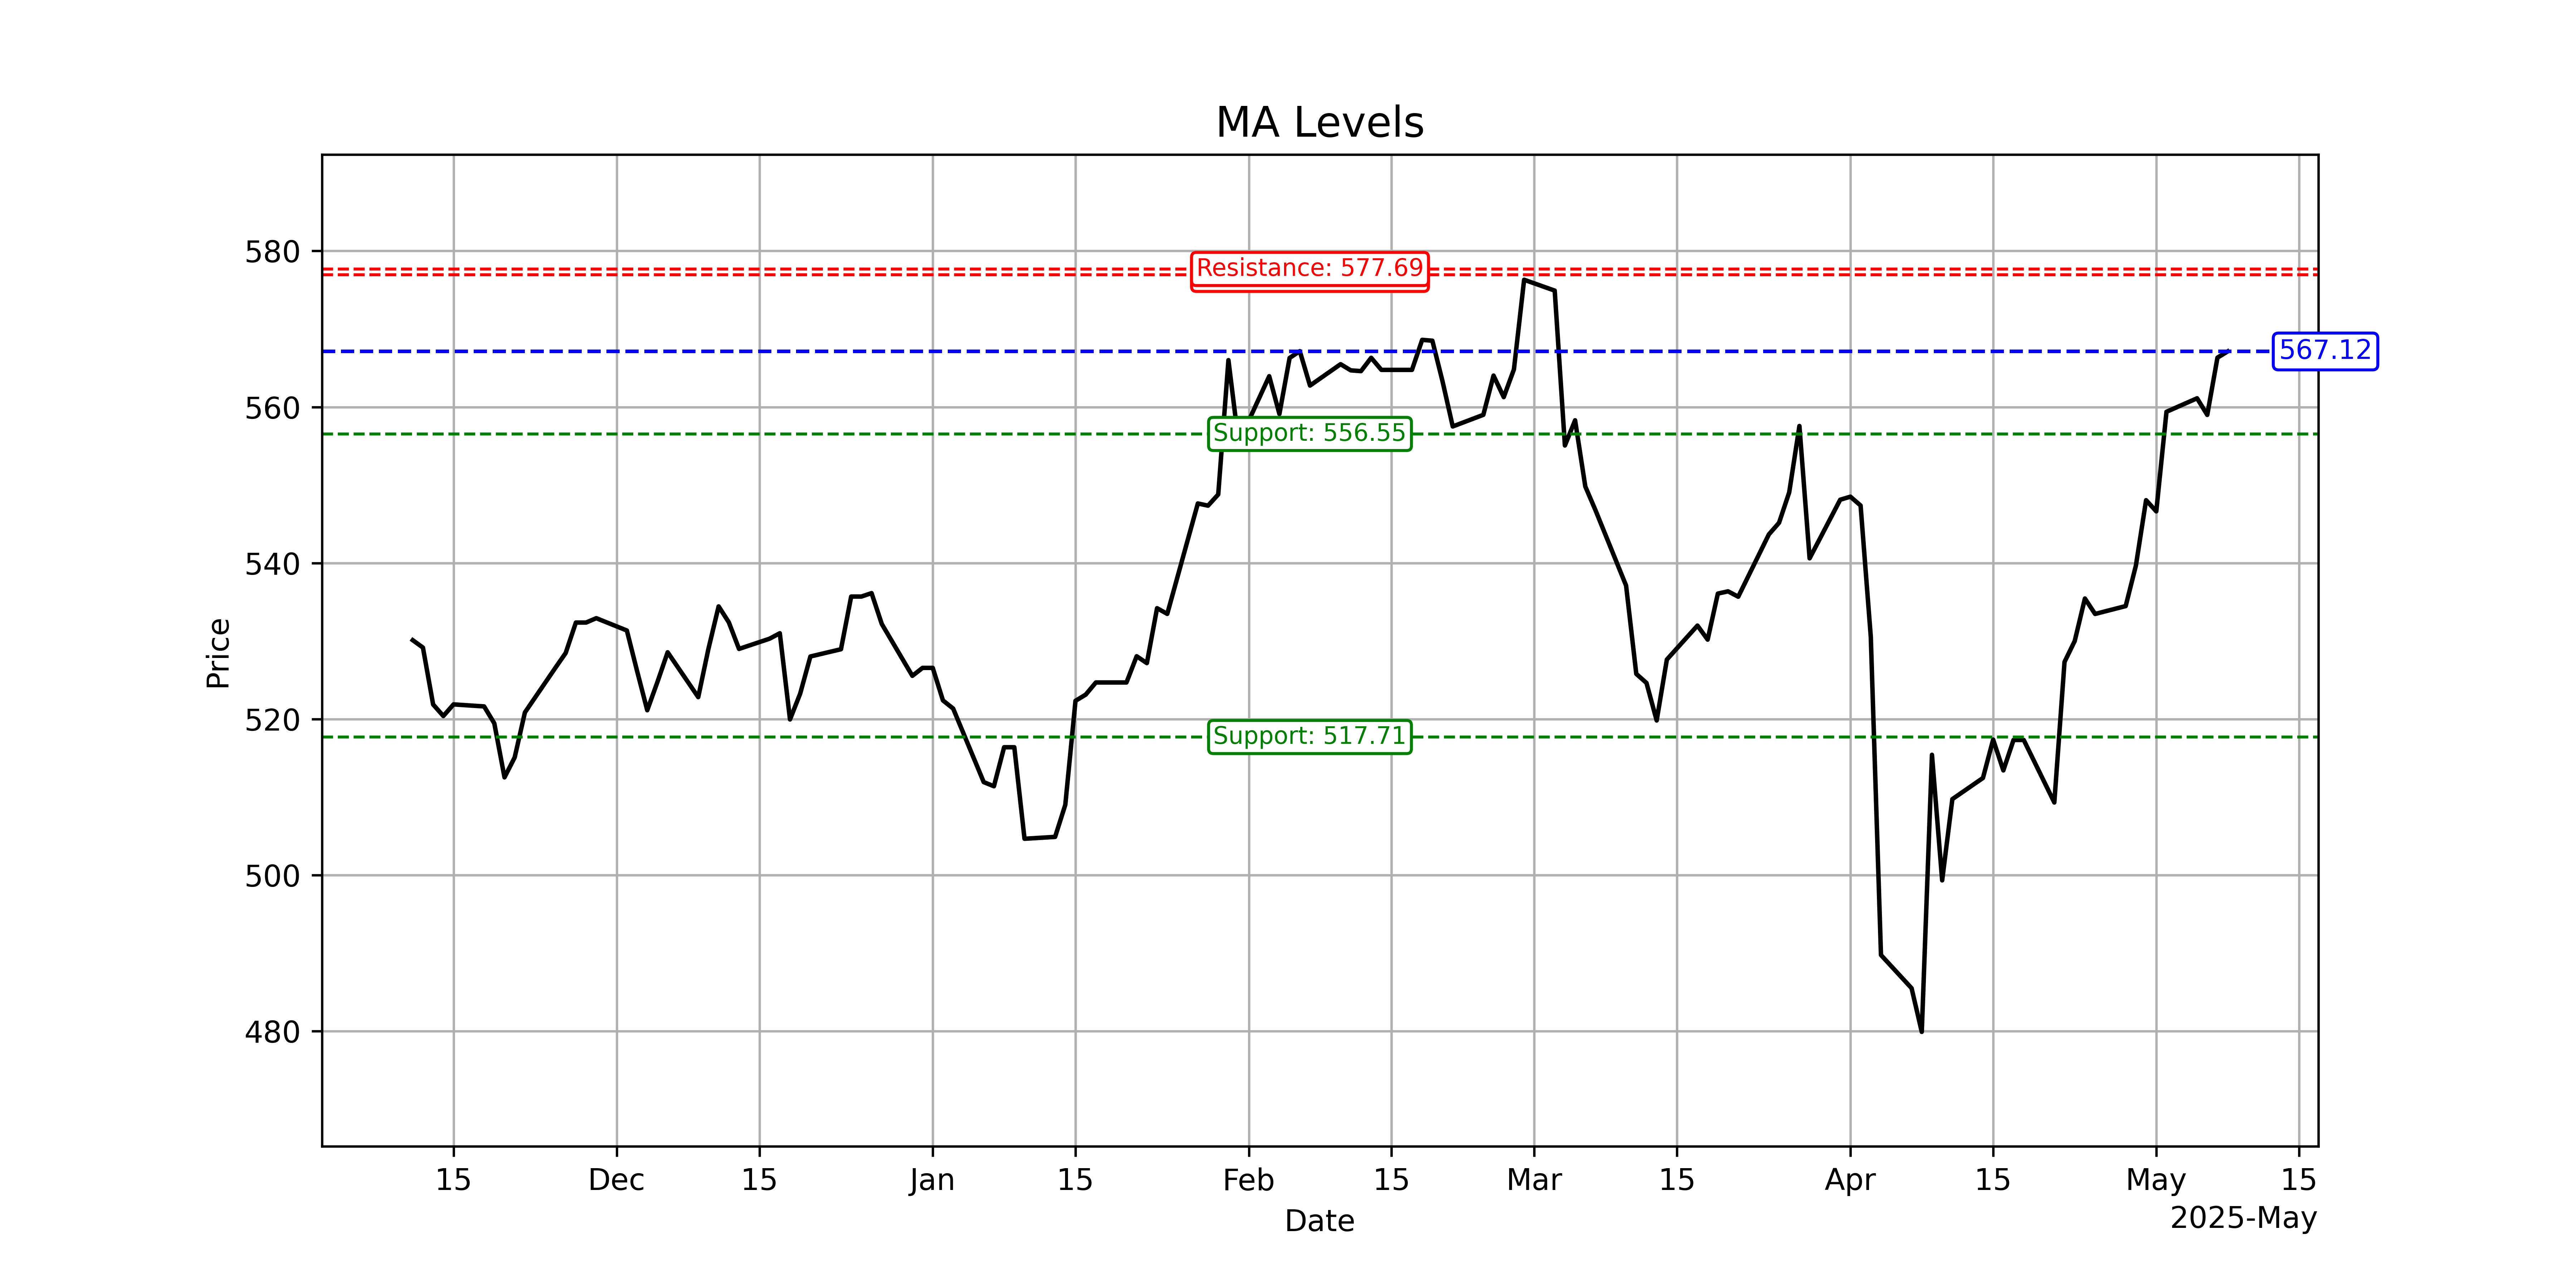 MA Levels
Price
580
560
540
520
500
480
Resistance: 577.69
567.12
Support: 556.55
Support: 517.71
15 Dec 15 Jan 15 Feb 15 Mar 15 Apr 15 May 15
Date
2025-May